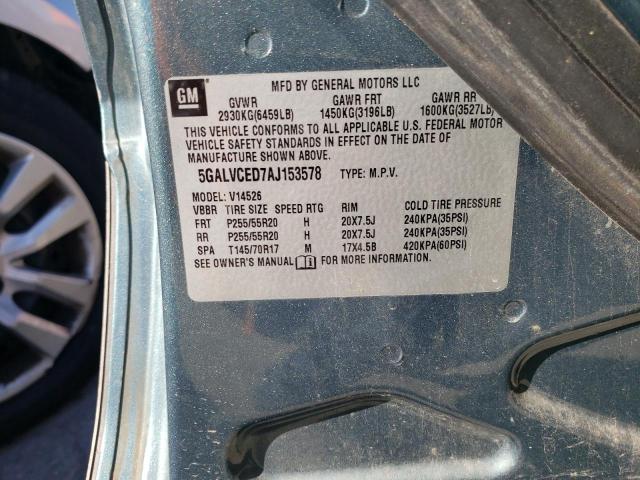 GM
MFD BY GENERAL MOTORS LLC
GVWR GAWR FRT GAWR RR
2930KG(6459LB) 1450KG(3196LB) 1600KG(3527LB)
THIS VEHICLE CONFORMS TO ALL APPLICABLE U.S. FEDERAL MOTOR
VEHICLE SAFETY STANDARDS IN EFFECT ON THE DATE OF
MANUFACTURE SHOWN ABOVE.
5GALVCED7AJ153578 TYPE: M.P.V.
MODEL: V14526
VBBR TIRE SIZE SPEED RTG RIM COLD TIRE PRESSURE
FRT P255/55R20 H 20X7.5J 240KPA(35PSI)
RR P255/55R20 H 20X7.5J 240KPA(35PSI)
SPA T145/70R17 M 17X4.5B 420KPA(60PSI)
SEE OWNER'S MANUAL FOR MORE INFORMATION.